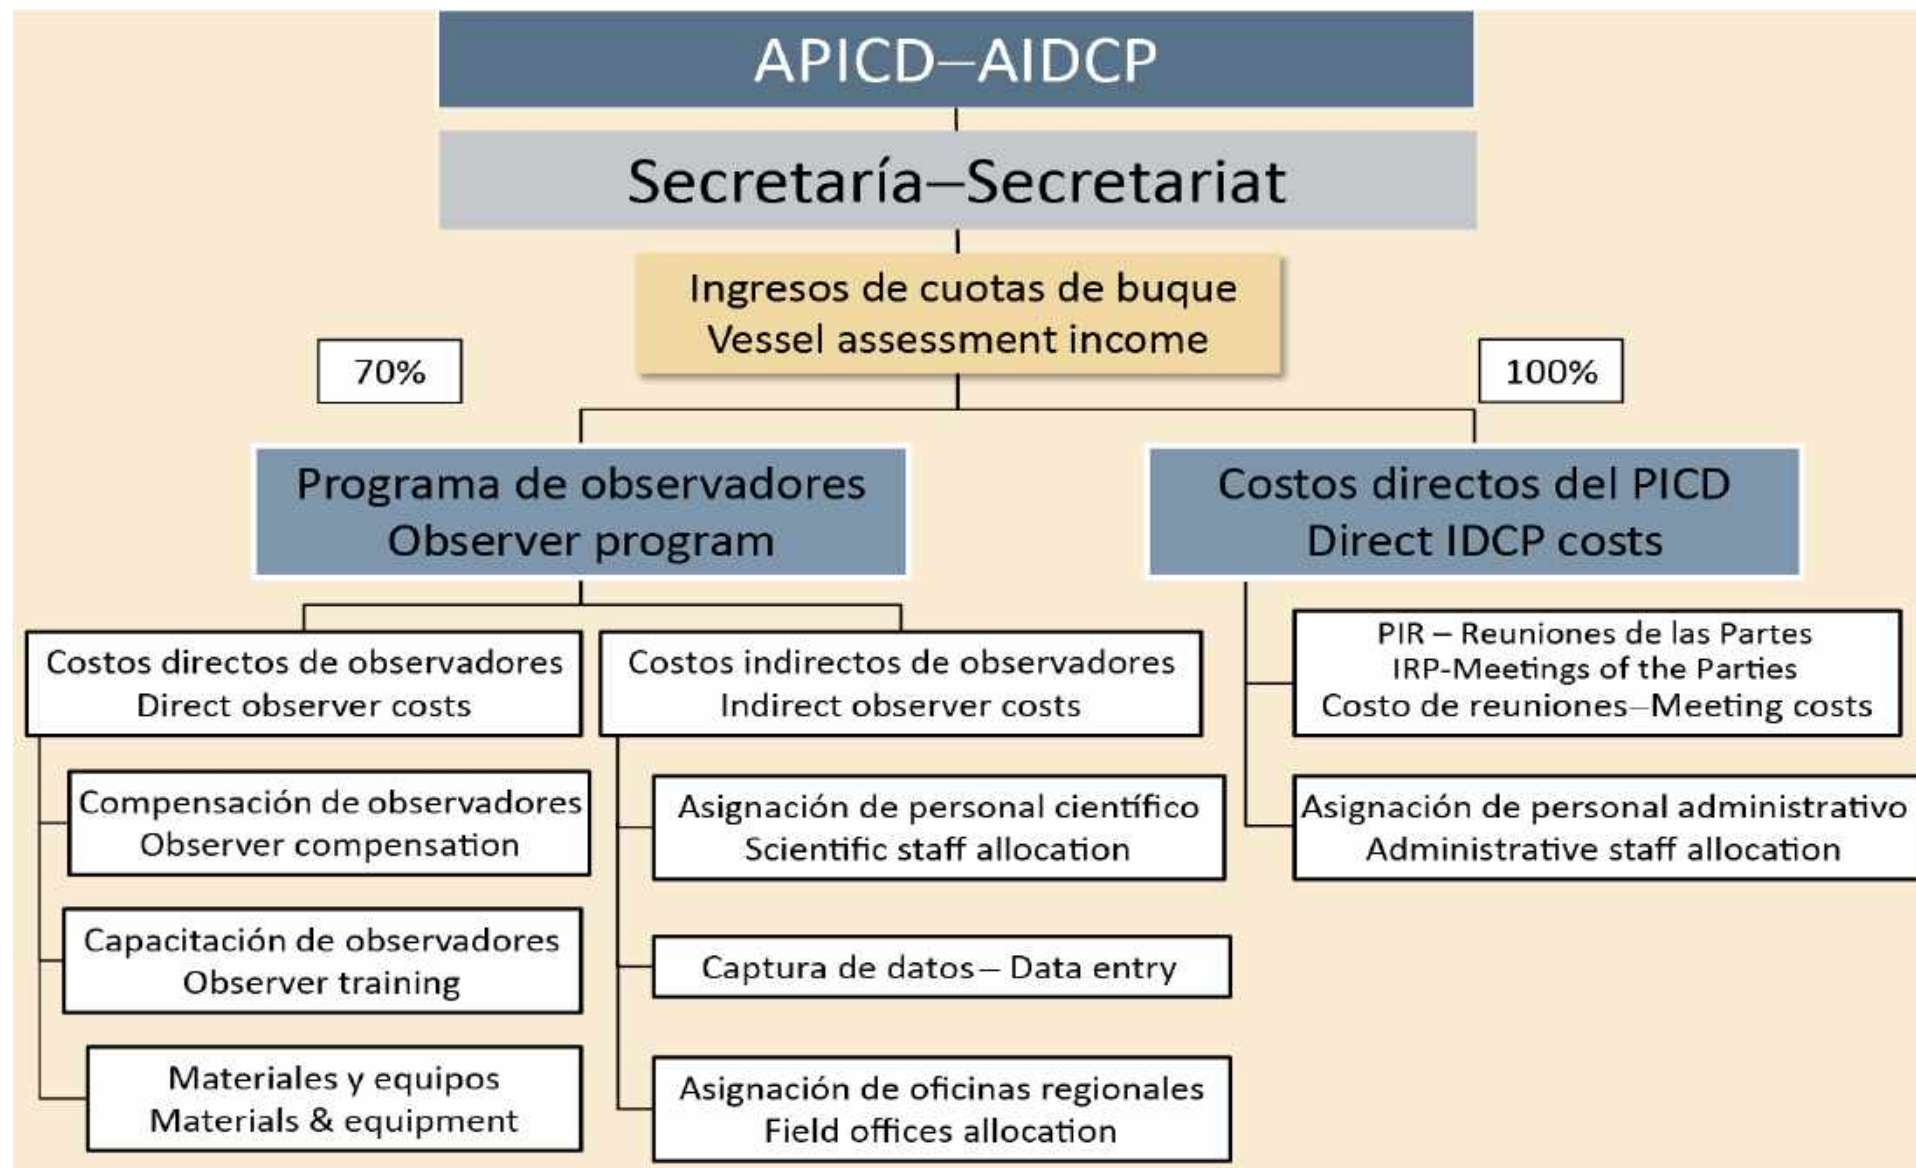 APICD–AIDCP
Secretaría–Secretariat
Ingresos de cuotas de buque
Vessel assessment income
70%
100%
Programa de observadores
Observer program
Costos directos del PICD
Direct IDCP costs
Costos directos de observadores
Direct observer costs
Costos indirectos de observadores
Indirect observer costs
PIR – Reuniones de las Partes
IRP-Meetings of the Parties
Costo de reuniones–Meeting costs
Compensación de observadores
Observer compensation
Asignación de personal científico
Scientific staff allocation
Asignación de personal administrativo
Administrative staff allocation
Capacitación de observadores
Observer training
Captura de datos – Data entry
Materiales y equipos
Materials & equipment
Asignación de oficinas regionales
Field offices allocation